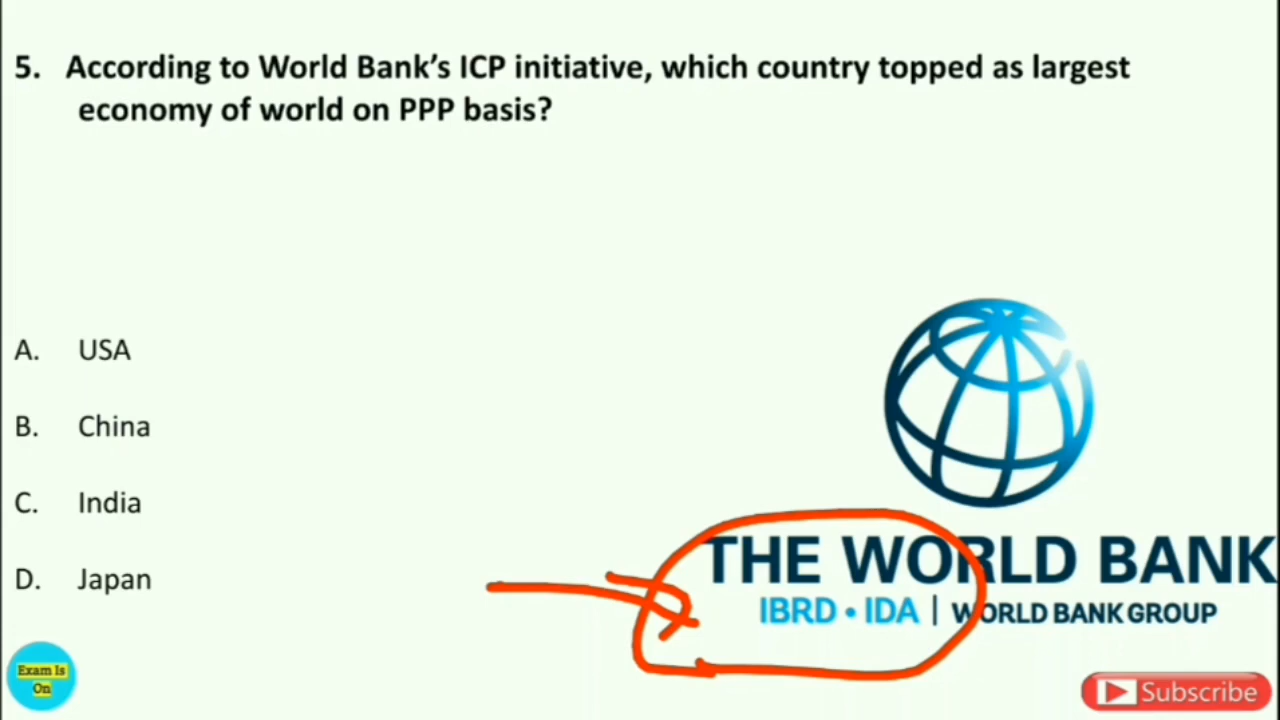 5. According to World Bank's ICP initiative, which country topped as largest
economy of world on PPP basis?
A. USA
B. China
C. India
D. Japan
THE WORLD BANK
IBRD • IDA | WORLD BANK GROUP
Exam Is
On
Subscribe